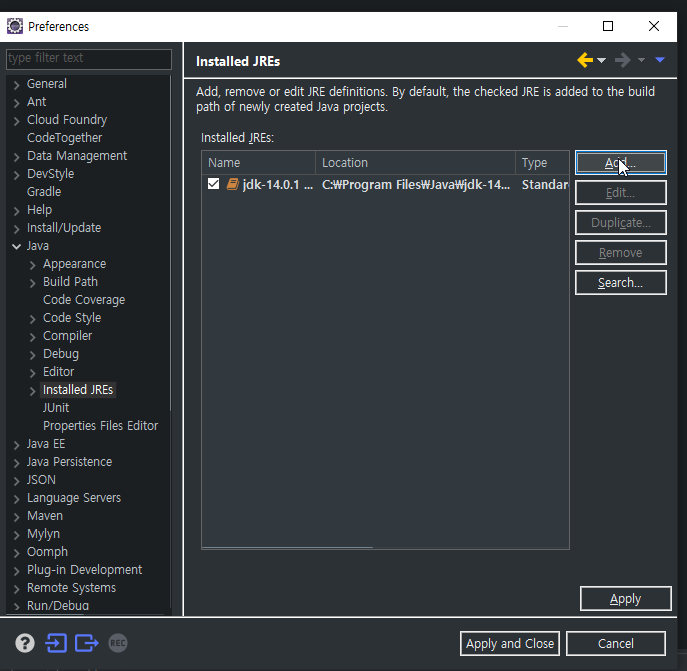 Preferences
type filter text
General
Ant
Cloud Foundry
CodeTogether
Data Management
DevStyle
Gradle
Help
Install/Update
Java
Appearance
Build Path
Code Coverage
Code Style
Compiler
Debug
Editor
Installed JREs
JUnit
Properties Files Editor
Java EE
Java Persistence
JSON
Language Servers
Maven
Mylyn
Oomph
Plug-in Development
Remote Systems
Run/Debug
Installed JREs
Add, remove or edit JRE definitions. By default, the checked JRE is added to the build
path of newly created Java projects.
Installed JREs:
Name Location Type
jdk-14.0.1 ... C:₩Program Files₩Java₩jdk-14... Standar
Add...
Edit...
Duplicate...
Remove
Search...
Apply
? REC
Apply and Close Cancel